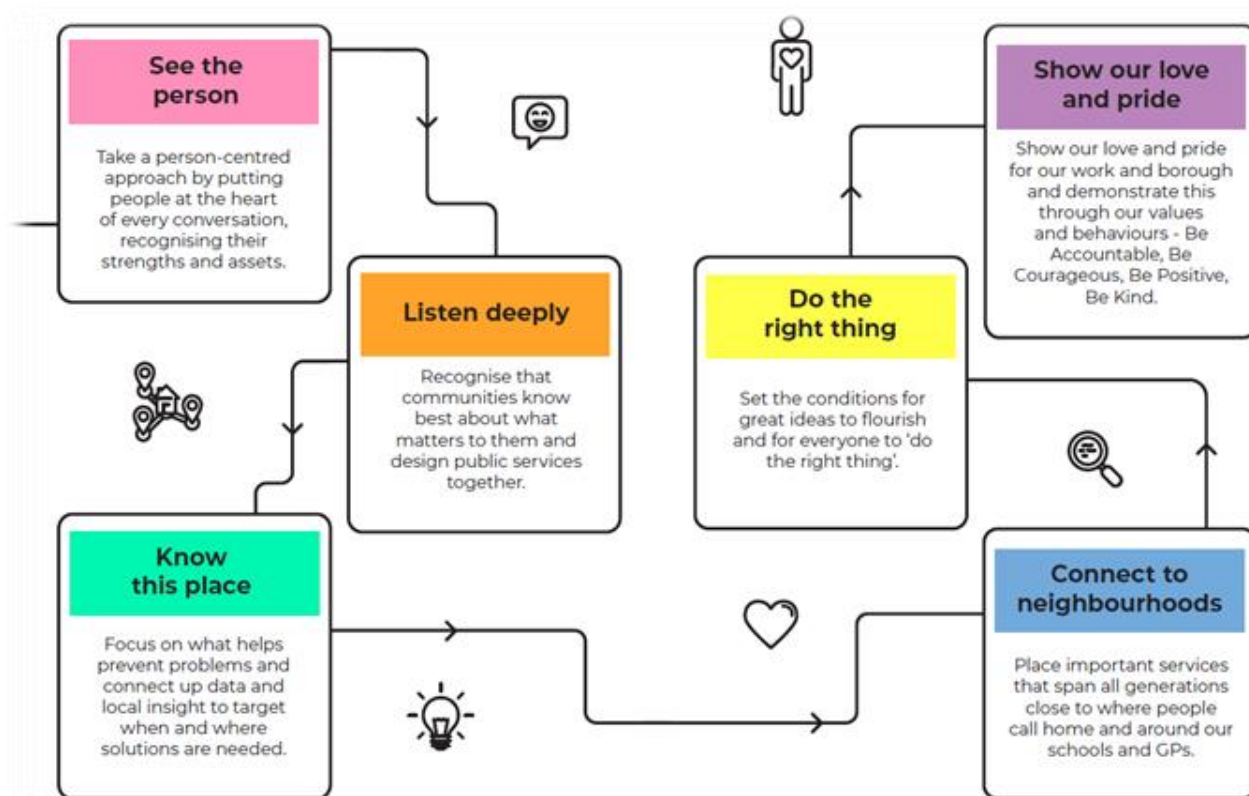 See the
person
Take a person-centred
approach by putting
people at the heart
of every conversation,
recognising their
strengths and assets.
Listen deeply
Recognise that
communities know
best about what
matters to them and
design public services
together.
Know
this place
Focus on what helps
prevent problems and
connect up data and
local insight to target
when and where
solutions are needed.
Connect to
neighbourhoods
Place important services
that span all generations
close to where people
call home and around our
schools and GPs.
Do the
right thing
Set the conditions for
great ideas to flourish
and for everyone to ‘do
the right thing’.
Show our love
and pride
Show our love and pride
for our work and borough
and demonstrate this
through our values
and behaviours - Be
Accountable, Be
Courageous, Be Positive,
Be Kind.